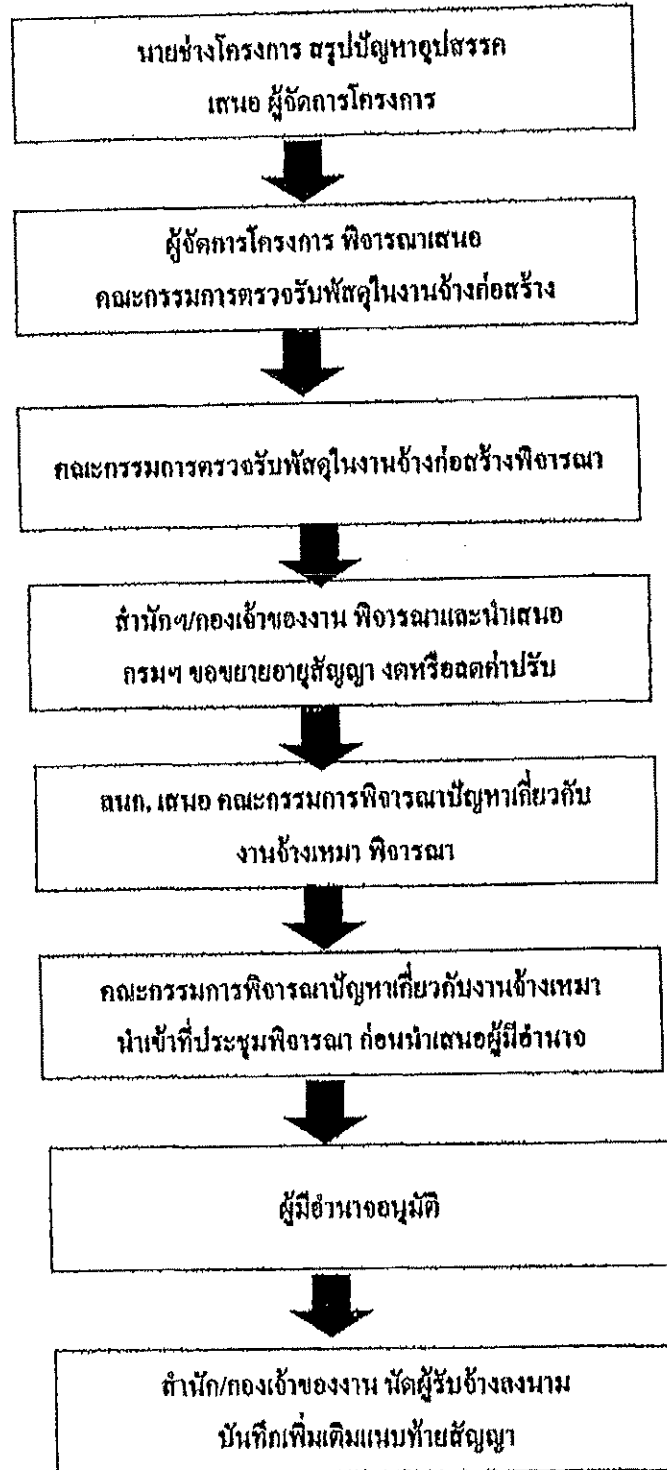 นายช่างโครงการ สรุปปัญหาอุปสรรค
เสนอ ผู้จัดการโครงการ
ผู้จัดการโครงการ พิจารณาเสนอ
คณะกรรมการตรวจรับพัสดุในงานจ้างก่อสร้าง
คณะกรรมการตรวจรับพัสดุในงานจ้างก่อสร้างพิจารณา
สำนักฯ/กองเจ้าของงาน พิจารณาและนำเสนอ
กรมฯ ขอขยายอายุสัญญา งดหรือลดค่าปรับ
สนก. เสนอ คณะกรรมการพิจารณาปัญหาเกี่ยวกับ
งานจ้างเหมา พิจารณา
คณะกรรมการพิจารณาปัญหาเกี่ยวกับงานจ้างเหมา
นำเข้าที่ประชุมพิจารณา ก่อนนำเสนอผู้มีอำนาจ
ผู้มีอำนาจอนุมัติ
สำนัก/กองเจ้าของงาน นัดผู้รับจ้างลงนาม
บันทึกเพิ่มเติมแนบท้ายสัญญา